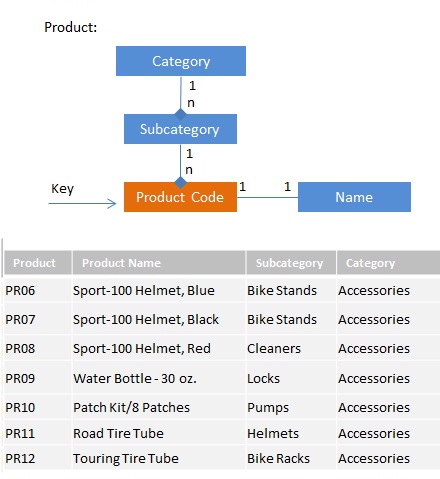 Product:
Category
1
n
Subcategory
1
n
Key
Product Code
1
1
Name
Product Product Name Subcategory Category
PR06 Sport-100 Helmet, Blue Bike Stands Accessories
PR07 Sport-100 Helmet, Black Bike Stands Accessories
PR08 Sport-100 Helmet, Red Cleaners Accessories
PR09 Water Bottle - 30 oz. Locks Accessories
PR10 Patch Kit/8 Patches Pumps Accessories
PR11 Road Tire Tube Helmets Accessories
PR12 Touring Tire Tube Bike Racks Accessories